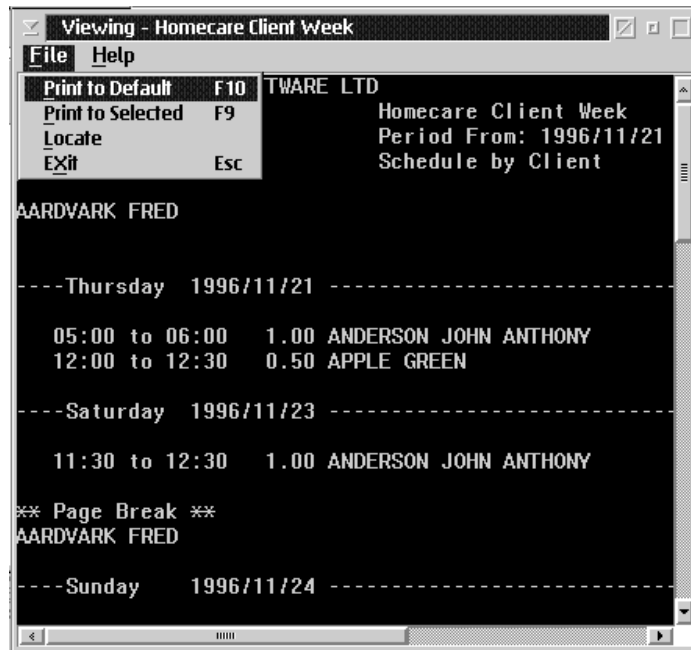 Viewing - Homecare Client Week
File Help
Print to Default F10
Print to Selected F9
Locate
EXit Esc
TWARE LTD
Homecare Client Week
Period From: 1996/11/21
Schedule by Client
AARDVARK FRED
----Thursday 1996/11/21 ----------------------------
05:00 to 06:00 1.00 ANDERSON JOHN ANTHONY
12:00 to 12:30 0.50 APPLE GREEN
----Saturday 1996/11/23 ----------------------------
11:30 to 12:30 1.00 ANDERSON JOHN ANTHONY
** Page Break **
AARDVARK FRED
----Sunday 1996/11/24 ----------------------------